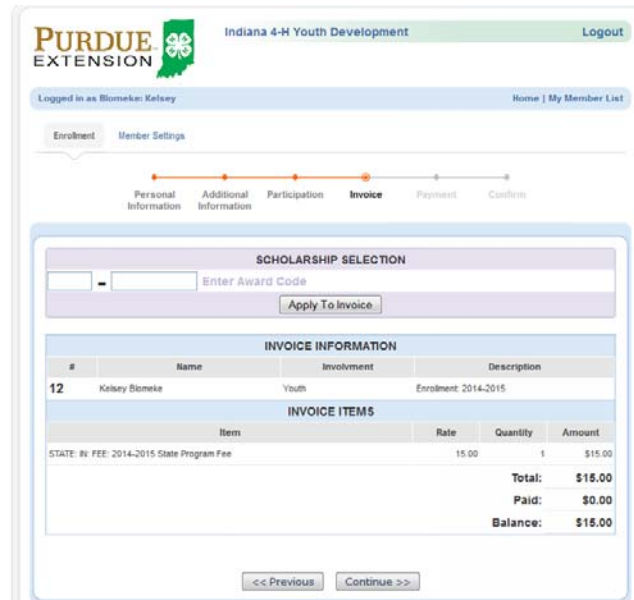 PURDUE
EXTENSION
Indiana 4-H Youth Development
Logout
Logged in as Blomeke: Kelsey
Home | My Member List
Enrollment
Member Settings
Personal Information
Additional Information
Participation
Invoice
Payment
Confirm
SCHOLARSHIP SELECTION
- Enter Award Code
Apply To Invoice
INVOICE INFORMATION
# Name Involvment Description
12 Kelsey Blomeke Youth Enrollment: 2014-2015
INVOICE ITEMS
Item Rate Quantity Amount
STATE: IN: FEE: 2014-2015 State Program Fee 15.00 1 $15.00
Total: $15.00
Paid: $0.00
Balance: $15.00
<< Previous Continue >>